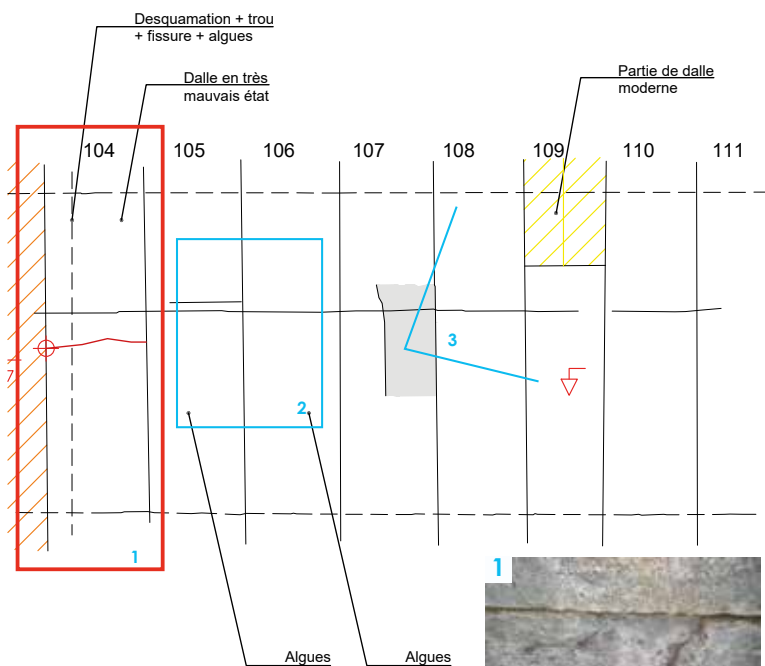 Desquamation + trou
+ fissure + algues
Dalle en très
mauvais état
Partie de dalle
moderne
104 105 106 107 108 109 110 111
3
7
2
1
1
Algues Algues